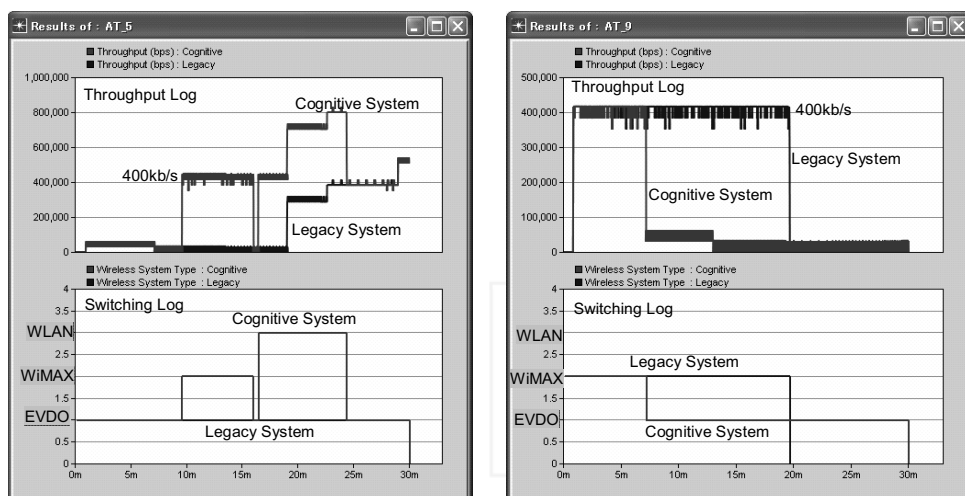 Results of : AT_5
Throughput (bps) : Cognitive
Throughput (bps) : Legacy
1,000,000
800,000
600,000
400,000
200,000
0
Throughput Log
Cognitive System
400kb/s
Legacy System
Wireless System Type : Cognitive
Wireless System Type : Legacy
4
3.5
WLAN
2.5
WiMAX
1.5
EVDO
0.5
0
Switching Log
Cognitive System
Legacy System
0m 5m 10m 15m 20m 25m 30m
Results of : AT_9
Throughput (bps) : Cognitive
Throughput (bps) : Legacy
500,000
400,000
300,000
200,000
100,000
0
Throughput Log
400kb/s
Legacy System
Cognitive System
Wireless System Type : Cognitive
Wireless System Type : Legacy
4
3.5
WLAN
2.5
WiMAX
1.5
EVDO
0.5
0
Switching Log
Legacy System
Cognitive System
0m 5m 10m 15m 20m 25m 30m